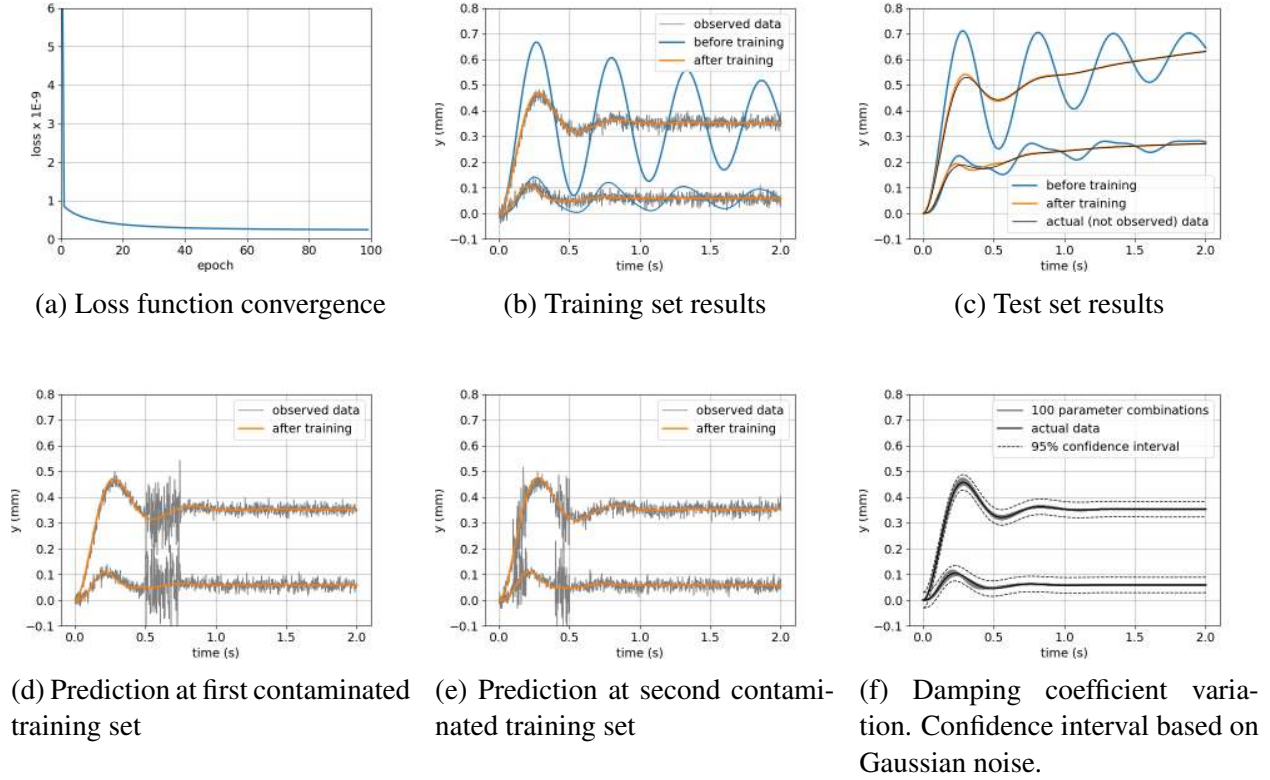 6
5
4
3
2
1
0
loss x 1E-9
0
20
40
60
80
100
epoch
(a) Loss function convergence
0.8
0.7
0.6
0.5
0.4
0.3
0.2
0.1
0.0
−0.1
y (mm)
observed data
before training
after training
0.0
0.5
1.0
1.5
2.0
time (s)
(b) Training set results
0.8
0.7
0.6
0.5
0.4
0.3
0.2
0.1
0.0
−0.1
y (mm)
before training
after training
actual (not observed) data
0.0
0.5
1.0
1.5
2.0
time (s)
(c) Test set results
0.8
0.7
0.6
0.5
0.4
0.3
0.2
0.1
0.0
−0.1
y (mm)
observed data
after training
0.0
0.5
1.0
1.5
2.0
time (s)
(d) Prediction at first contaminated
training set
0.8
0.7
0.6
0.5
0.4
0.3
0.2
0.1
0.0
−0.1
y (mm)
observed data
after training
0.0
0.5
1.0
1.5
2.0
time (s)
(e) Prediction at second contami-
nated training set
0.8
0.7
0.6
0.5
0.4
0.3
0.2
0.1
0.0
−0.1
y (mm)
100 parameter combinations
actual data
95% confidence interval
0.0
0.5
1.0
1.5
2.0
time (s)
(f) Damping coefficient varia-
tion. Confidence interval based on
Gaussian noise.